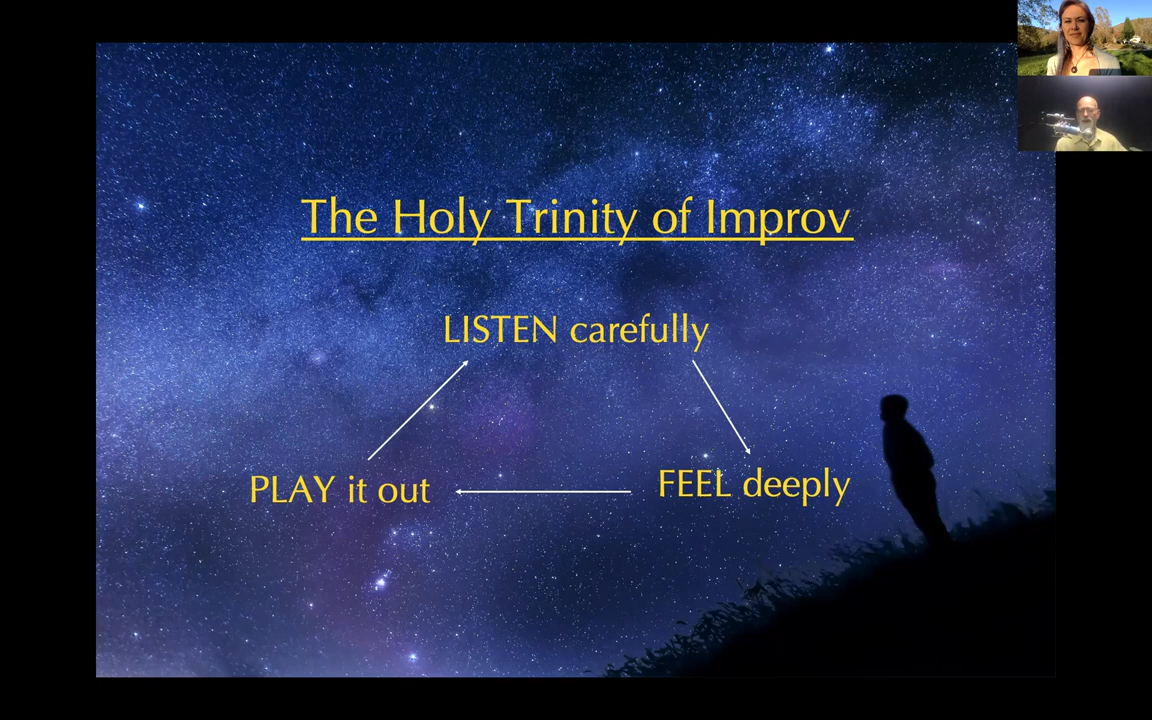 The Holy Trinity of Improv
LISTEN carefully
PLAY it out
FEEL deeply